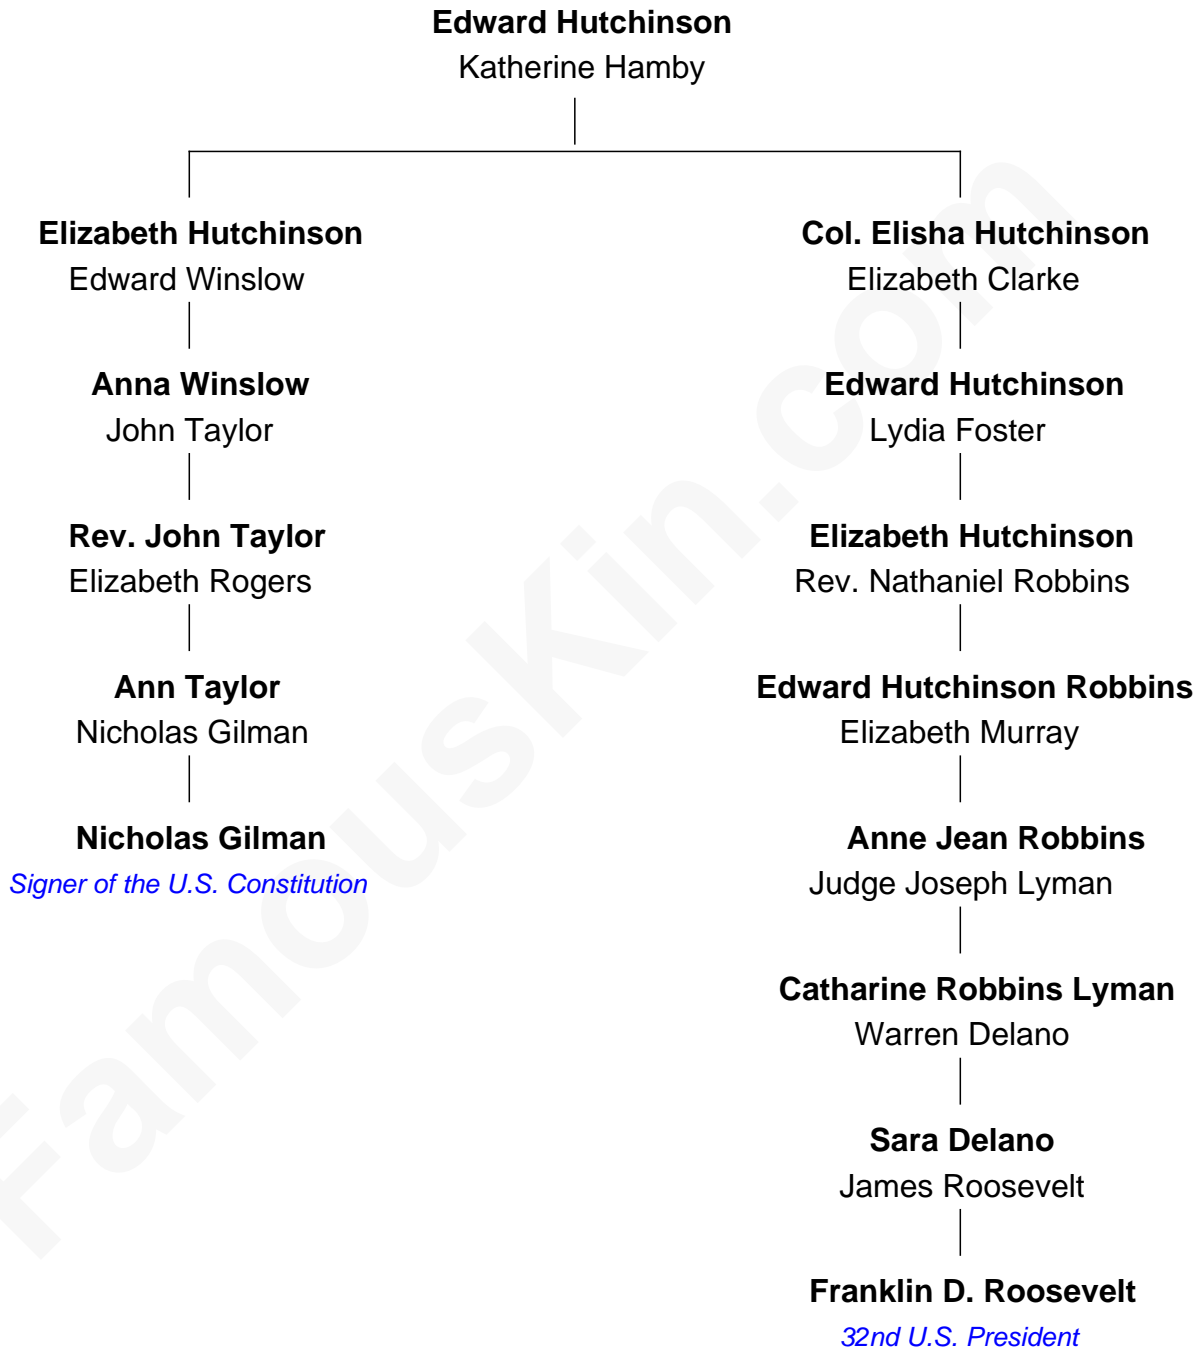 Edward Hutchinson
Katherine Hamby
Elizabeth Hutchinson
Edward Winslow
Anna Winslow
John Taylor
Rev. John Taylor
Elizabeth Rogers
Ann Taylor
Nicholas Gilman
Nicholas Gilman
Signer of the U.S. Constitution
Col. Elisha Hutchinson
Elizabeth Clarke
Edward Hutchinson
Lydia Foster
Elizabeth Hutchinson
Rev. Nathaniel Robbins
Edward Hutchinson Robbins
Elizabeth Murray
Anne Jean Robbins
Judge Joseph Lyman
Catharine Robbins Lyman
Warren Delano
Sara Delano
James Roosevelt
Franklin D. Roosevelt
32nd U.S. President
FamousKin.com